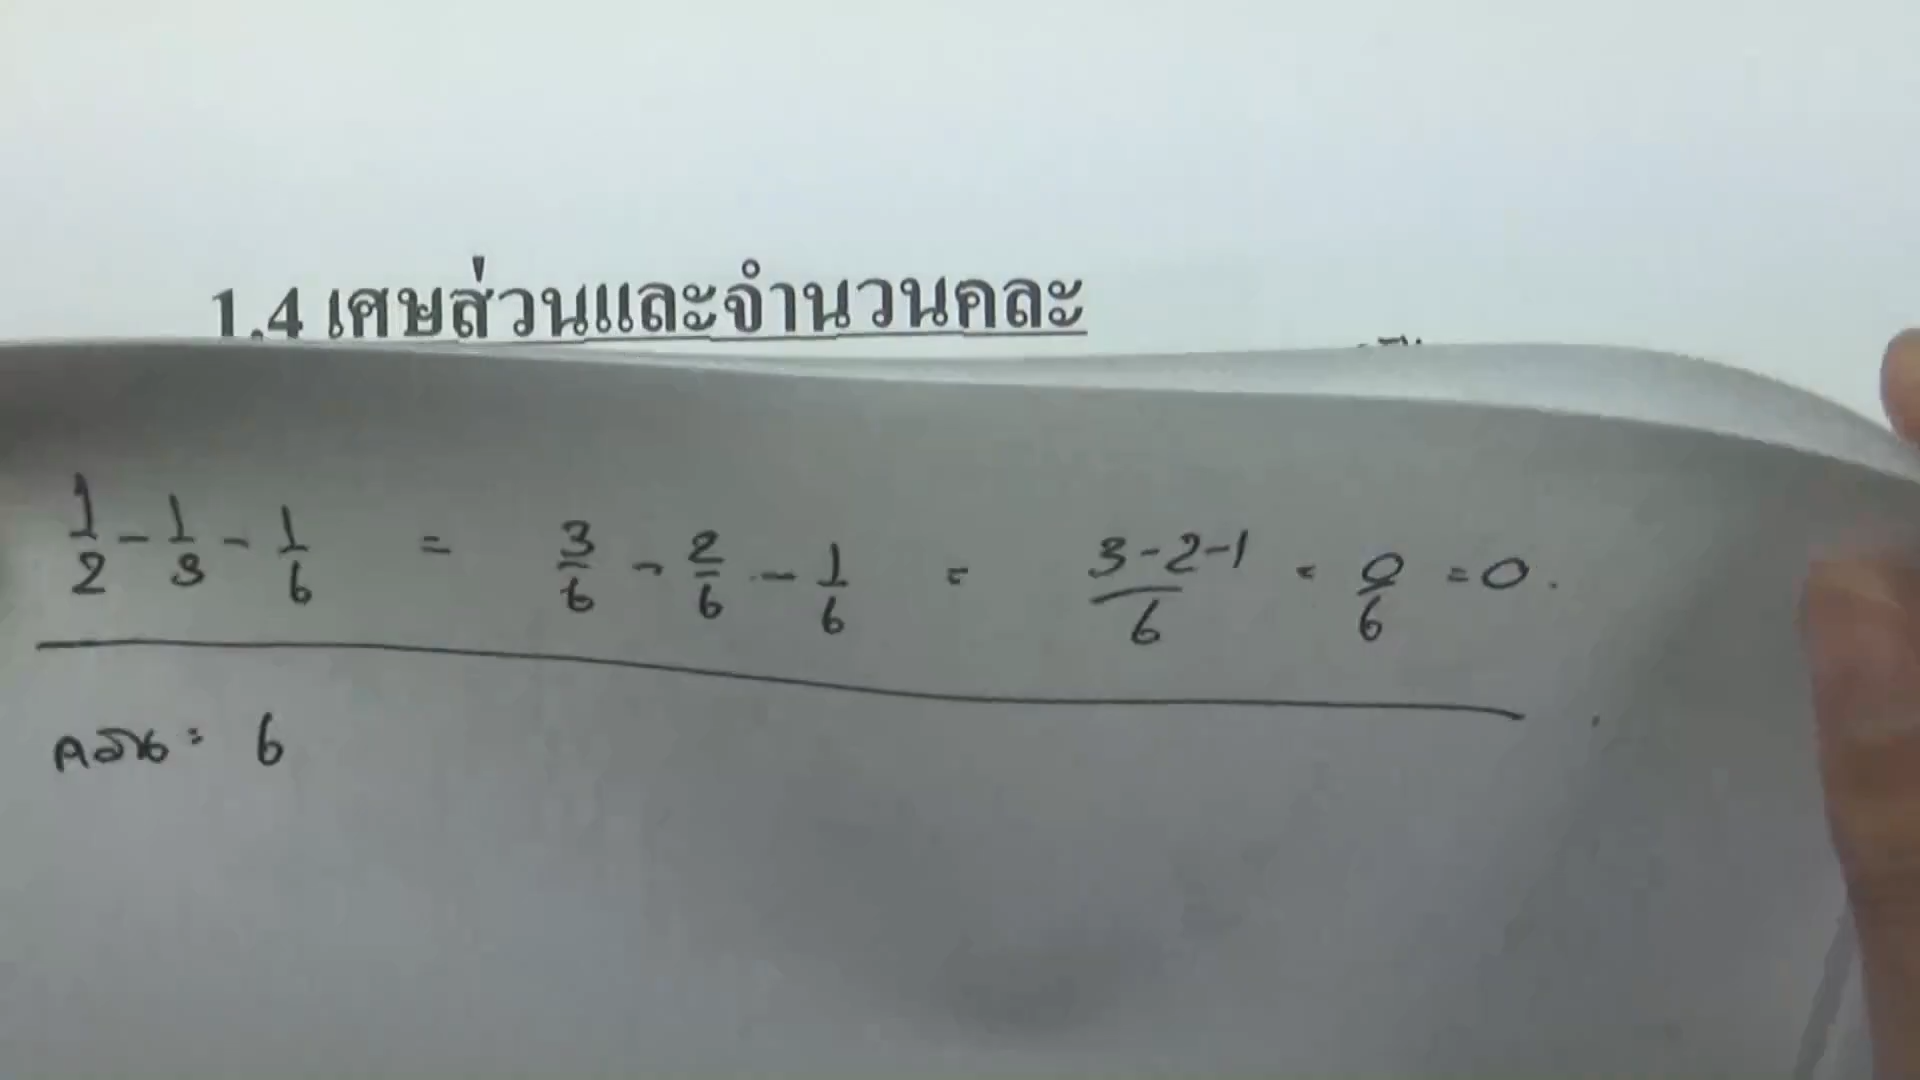 1.4 เศษส่วนและจำนวนคละ
1/2 - 1/3 - 1/6 = 3/6 - 2/6 - 1/6 = (3-2-1)/6 = 0/6 = 0.
ครน = 6